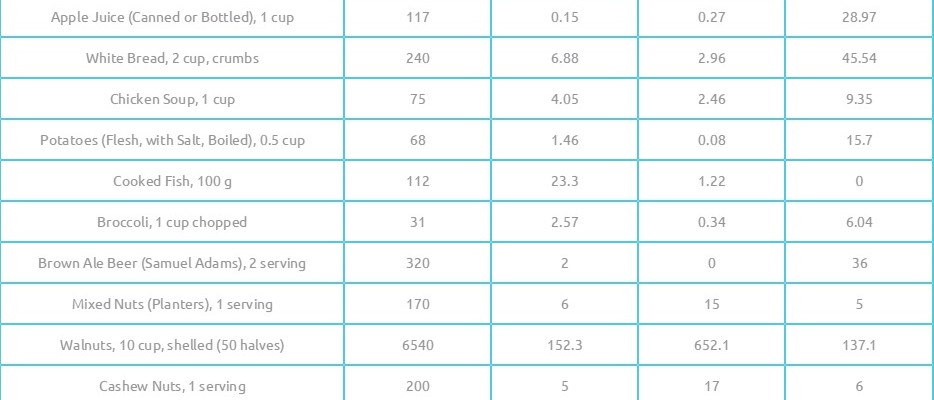 Apple Juice (Canned or Bottled), 1 cup 117 0.15 0.27 28.97
White Bread, 2 cup, crumbs 240 6.88 2.96 45.54
Chicken Soup, 1 cup 75 4.05 2.46 9.35
Potatoes (Flesh, with Salt, Boiled), 0.5 cup 68 1.46 0.08 15.7
Cooked Fish, 100 g 112 23.3 1.22 0
Broccoli, 1 cup chopped 31 2.57 0.34 6.04
Brown Ale Beer (Samuel Adams), 2 serving 320 2 0 36
Mixed Nuts (Planters), 1 serving 170 6 15 5
Walnuts, 10 cup, shelled (50 halves) 6540 152.3 652.1 137.1
Cashew Nuts, 1 serving 200 5 17 6